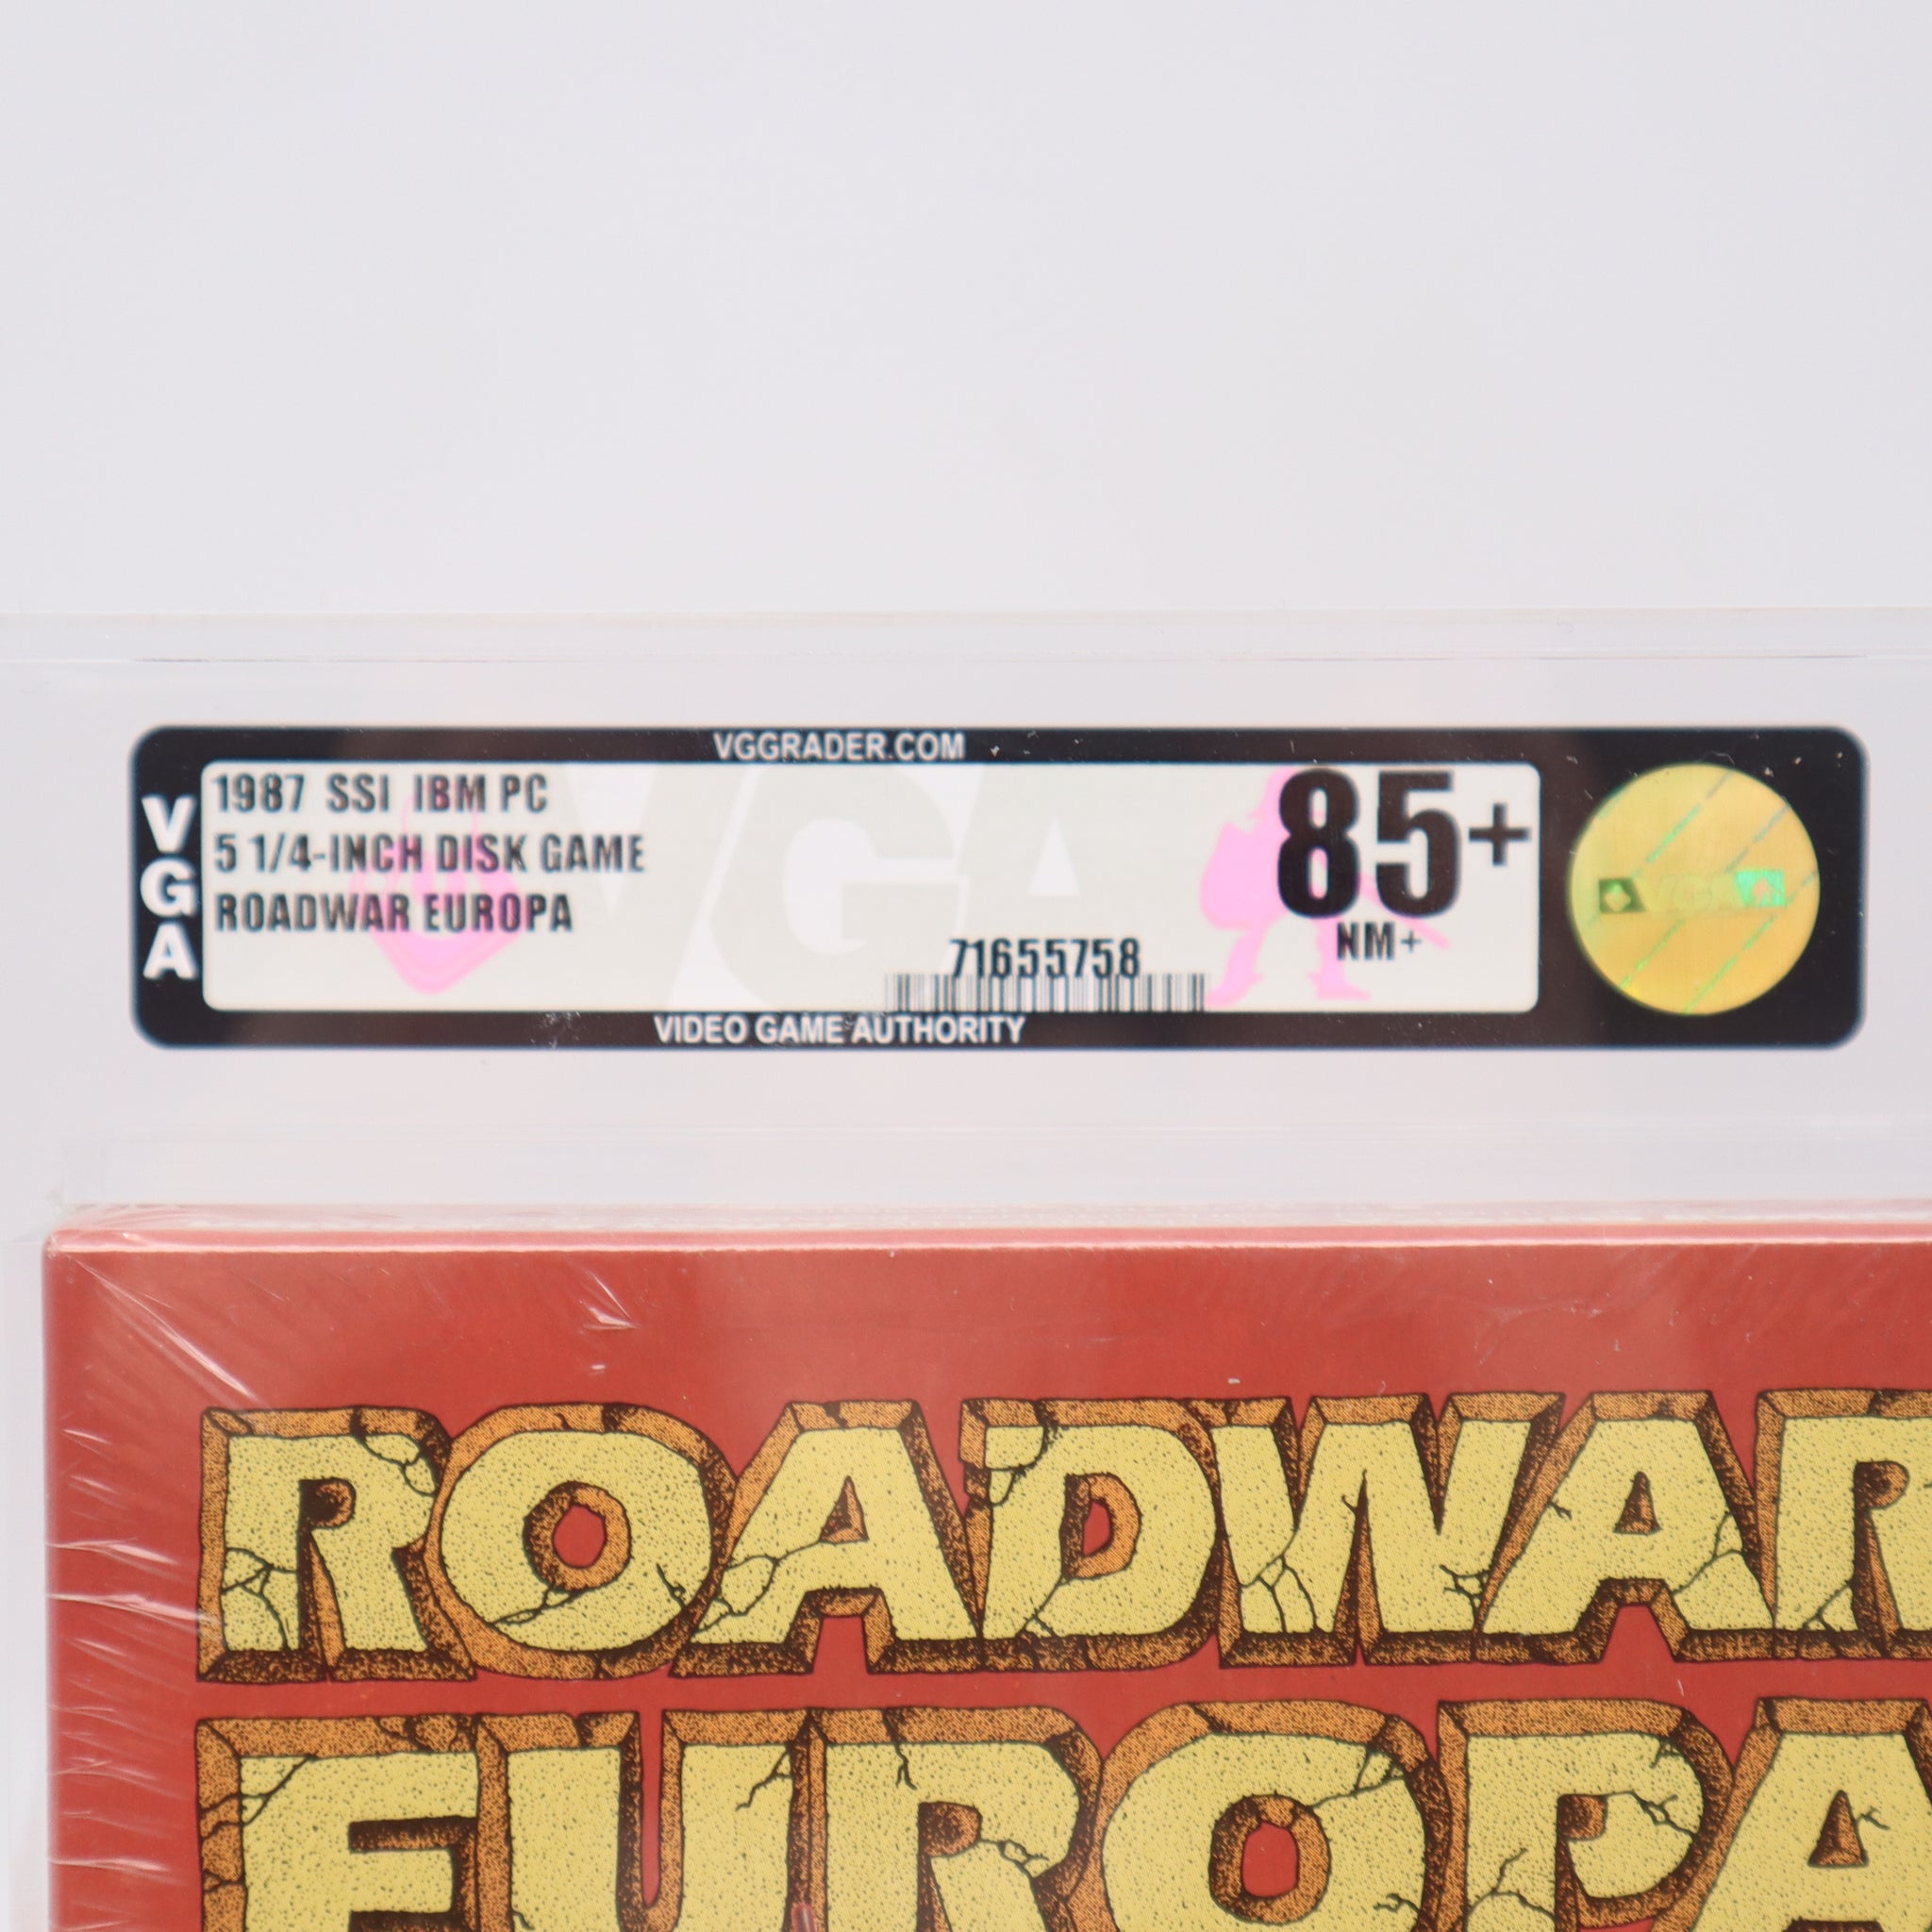 VGGRADER.COM
VGA
1987 SSI IBM PC
5 1/4-INCH DISK GAME
ROADWAR EUROPA
85+
NM+
71655758
VIDEO GAME AUTHORITY
VGA
ROADWAR
EUROPA